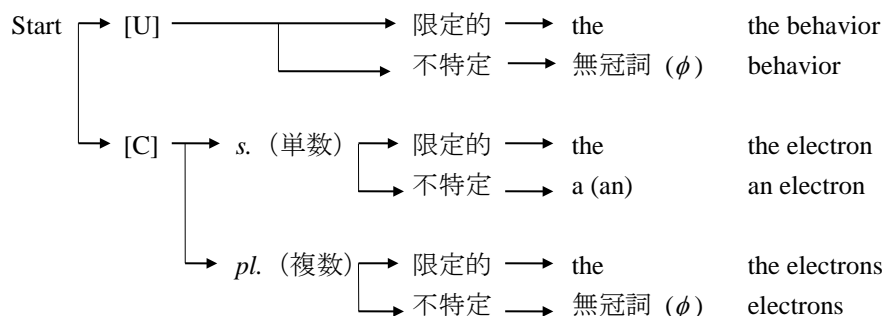 Start [U] 限定的 the the behavior
不特定 無冠詞 (ϕ) behavior
[C] s.（単数） 限定的 the the electron
不特定 a (an) an electron
pl.（複数） 限定的 the the electrons
不特定 無冠詞 (ϕ) electrons